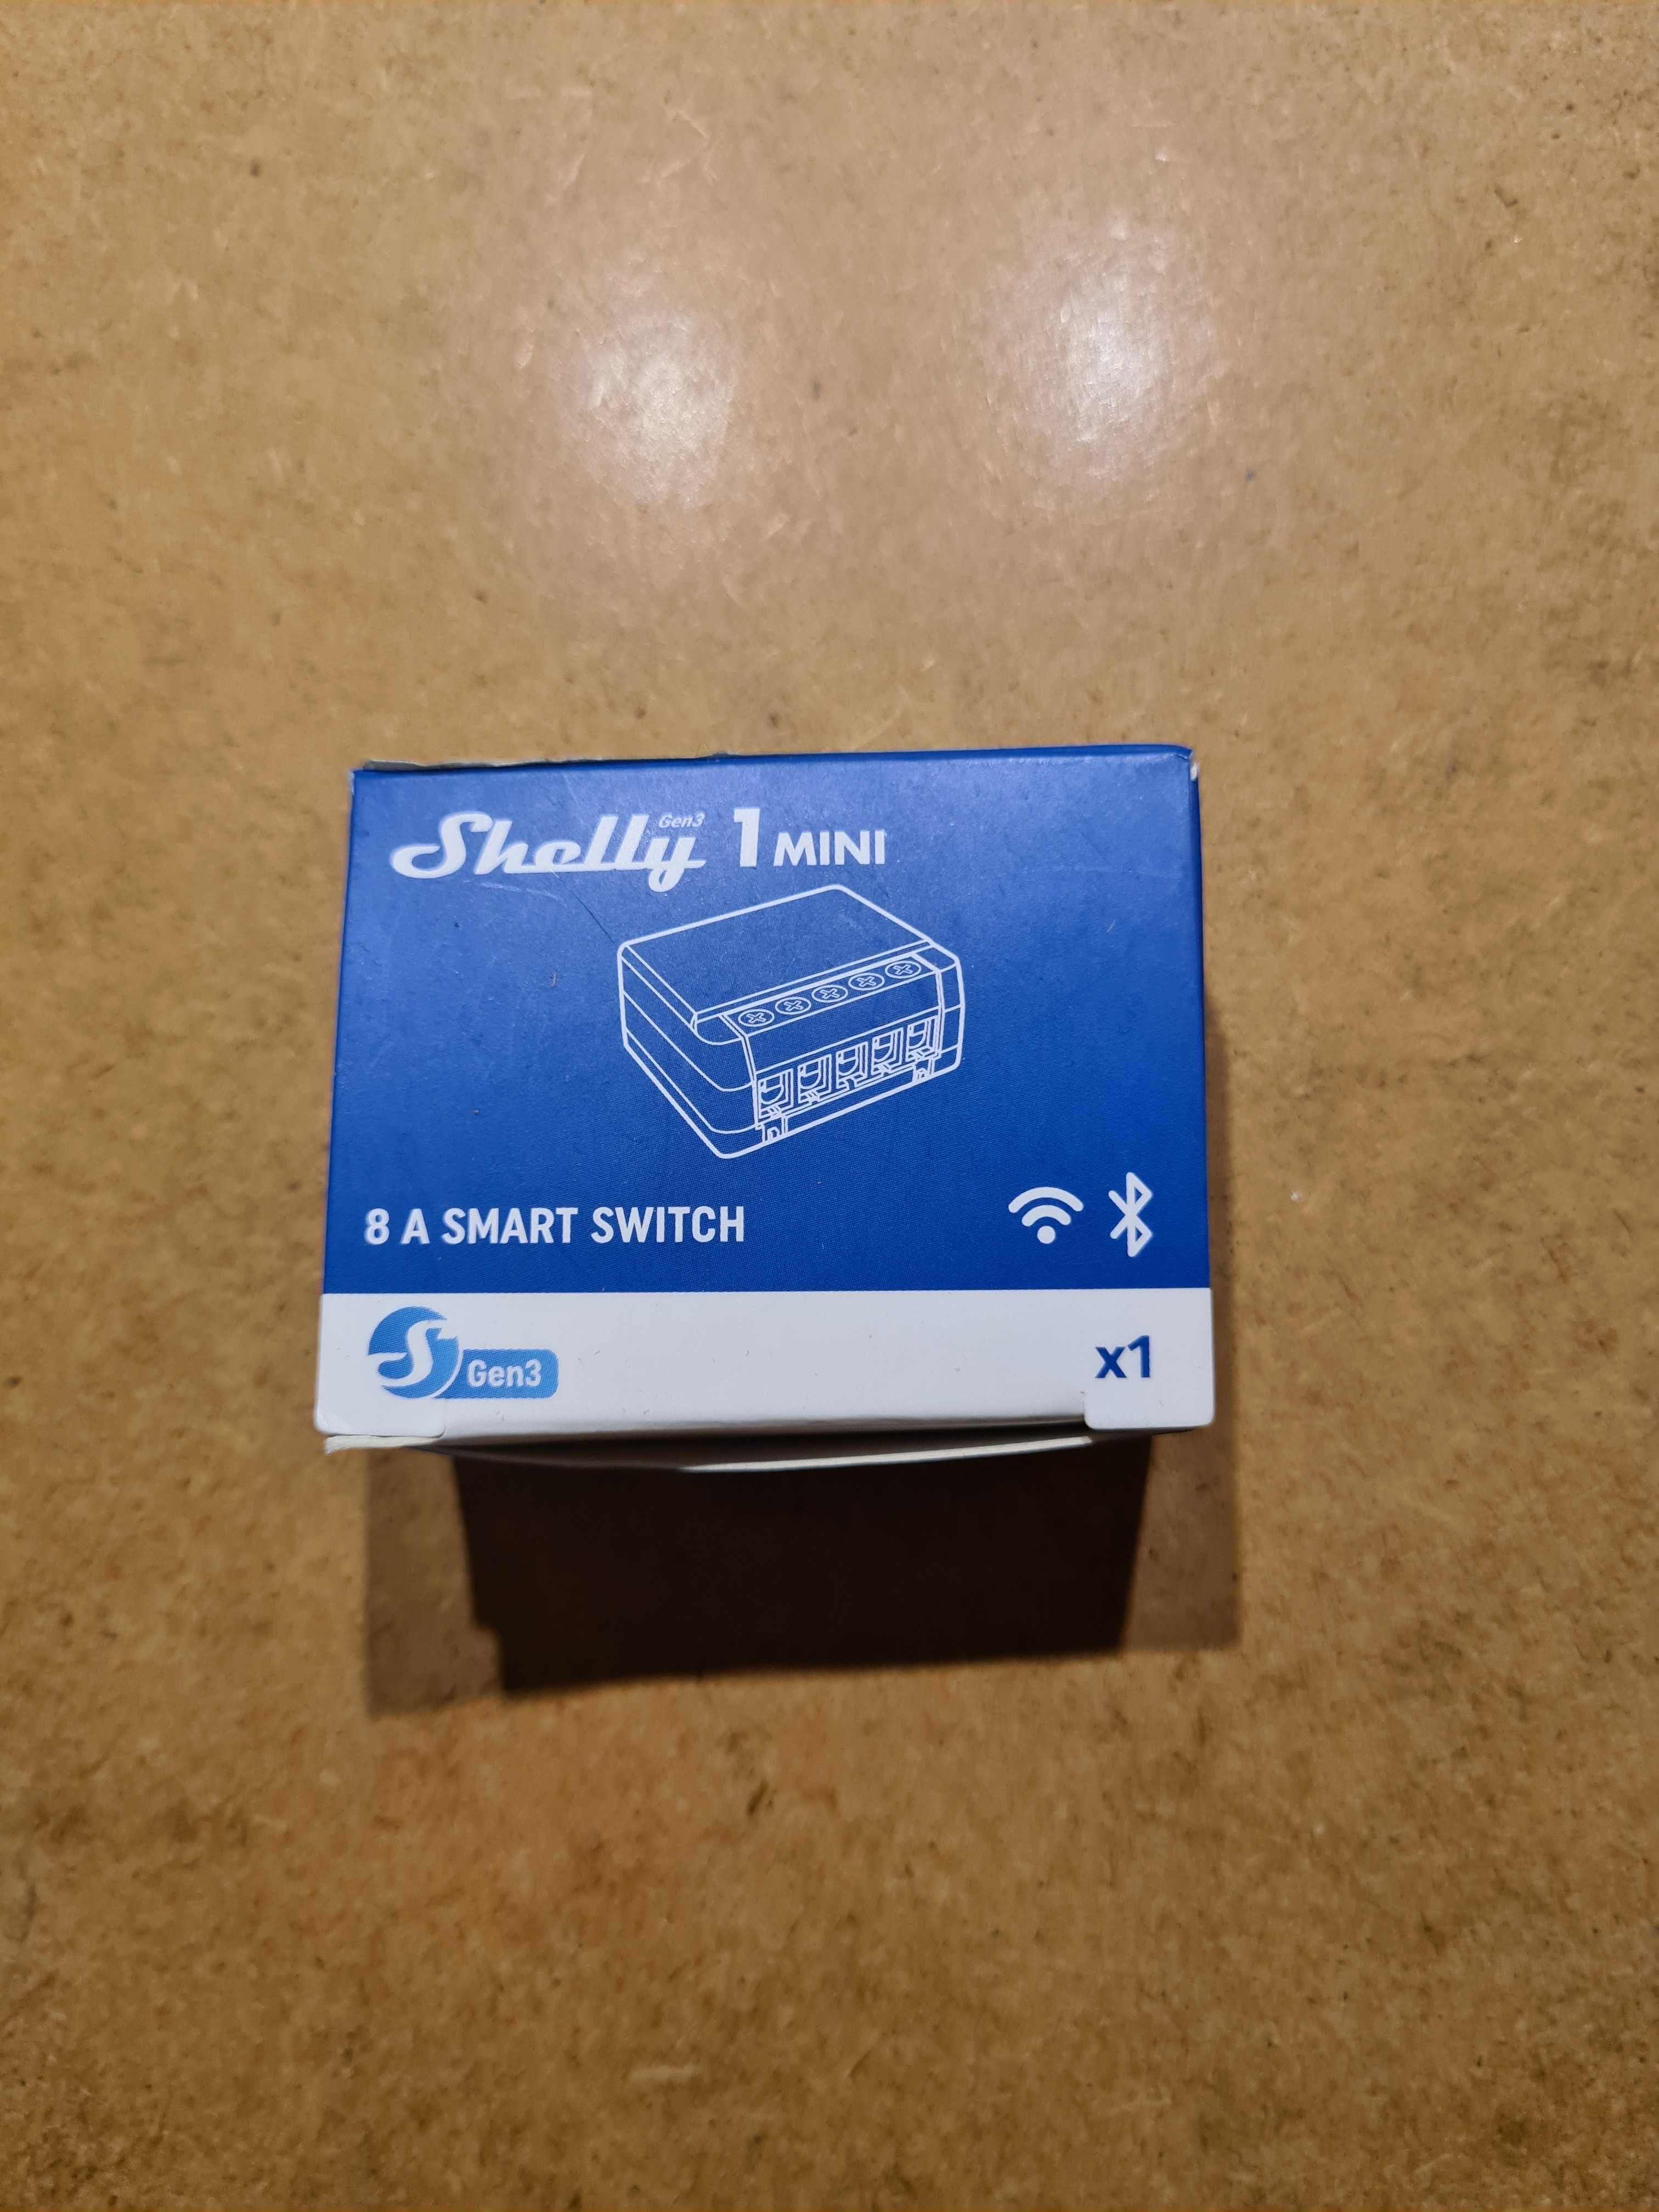 Shelly Gen3 1 MINI
8 A SMART SWITCH
S Gen3
x1